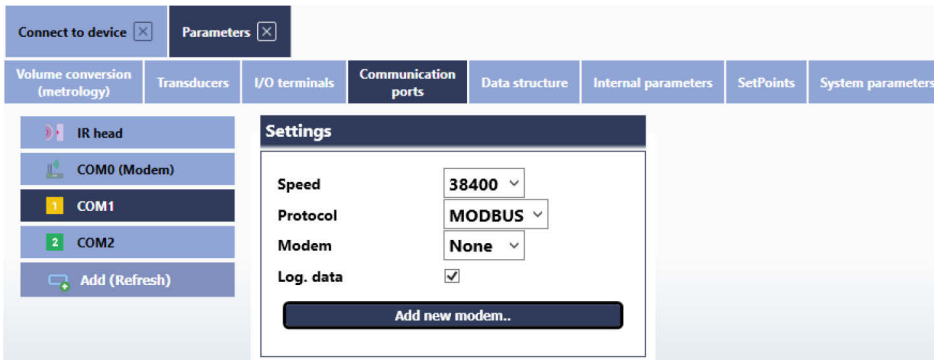 Connect to device
Parameters
Volume conversion
(metrology)
Transducers
I/O terminals
Communication
ports
Data structure
Internal parameters
SetPoints
System parameters
IR head
COM0 (Modem)
1 COM1
2 COM2
Add (Refresh)
Settings
Speed 38400
Protocol MODBUS
Modem None
Log. data
Add new modem..